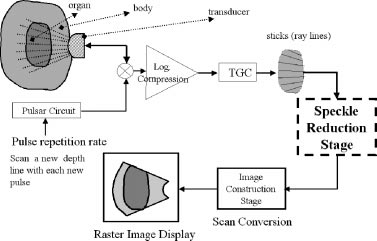 organ
body
transducer
sticks (ray lines)
Log
Compression
TGC
Pulsar Circuit
Pulse repetition rate
Scan a new depth
line with each new
pulse
Speckle
Reduction
Stage
Image
Construction
Stage
Scan Conversion
Raster Image Display